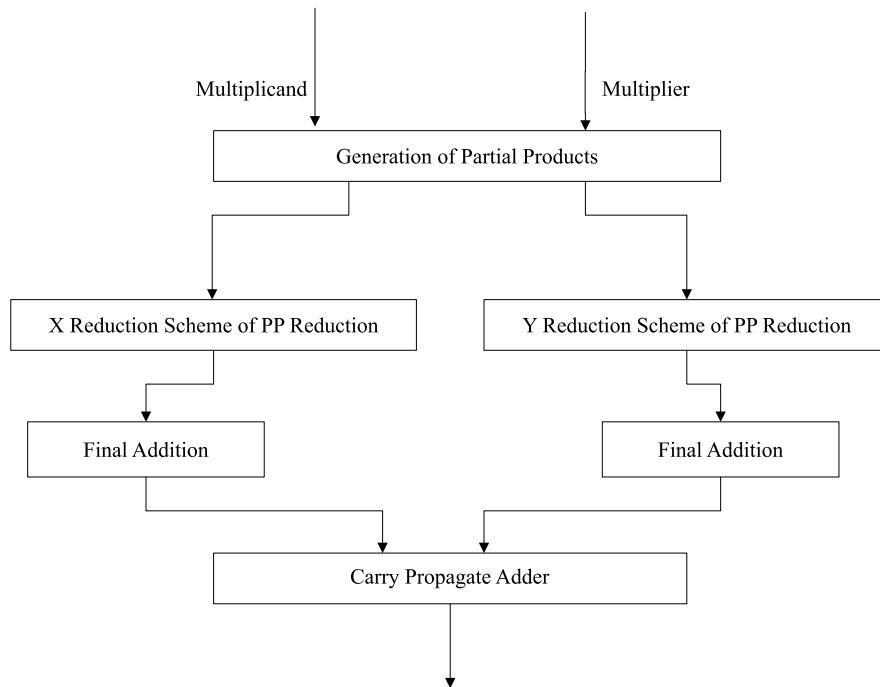 Multiplicand
Multiplier
Generation of Partial Products
X Reduction Scheme of PP Reduction
Y Reduction Scheme of PP Reduction
Final Addition
Final Addition
Carry Propagate Adder